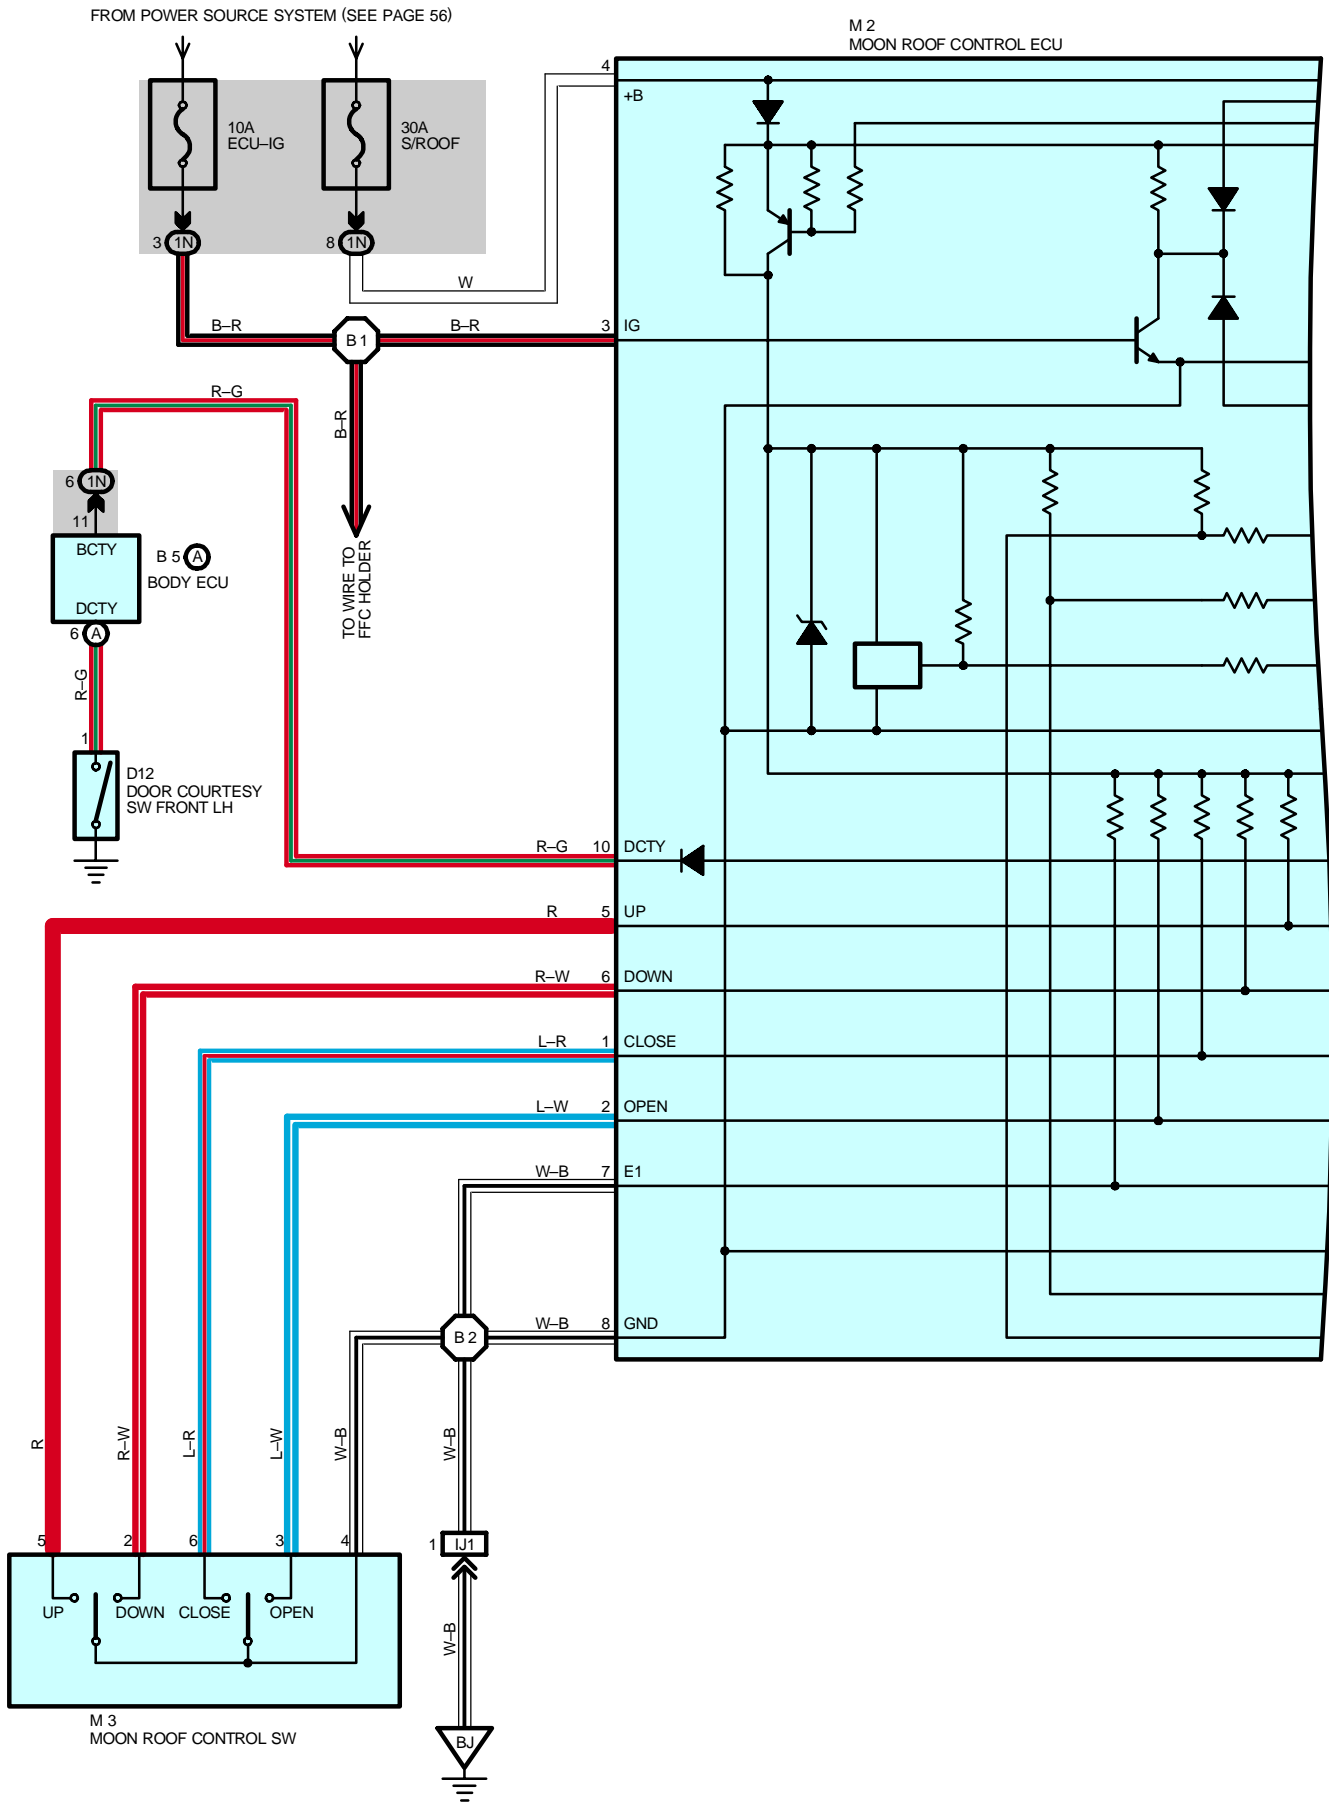 FROM POWER SOURCE SYSTEM (SEE PAGE 56)
M 2
MOON ROOF CONTROL ECU
4
+B
10A
ECU–IG
30A
S/ROOF
3 1N
8 1N
W
B–R
B 1
B–R
3 IG
B–R
R–G
6 1N
11
BCTY
B 5 A
BODY ECU
DCTY
6 A
TO WIRE TO
FFC HOLDER
R–G
1
D12
DOOR COURTESY
SW FRONT LH
R–G 10 DCTY
R 5 UP
R–W 6 DOWN
L–R 1 CLOSE
L–W 2 OPEN
W–B 7 E1
B 2
W–B 8 GND
R
R–W
L–R
L–W
W–B
W–B
5 2 6 3 4
1 IJ1
UP DOWN CLOSE OPEN
W–B
M 3
MOON ROOF CONTROL SW
BJ